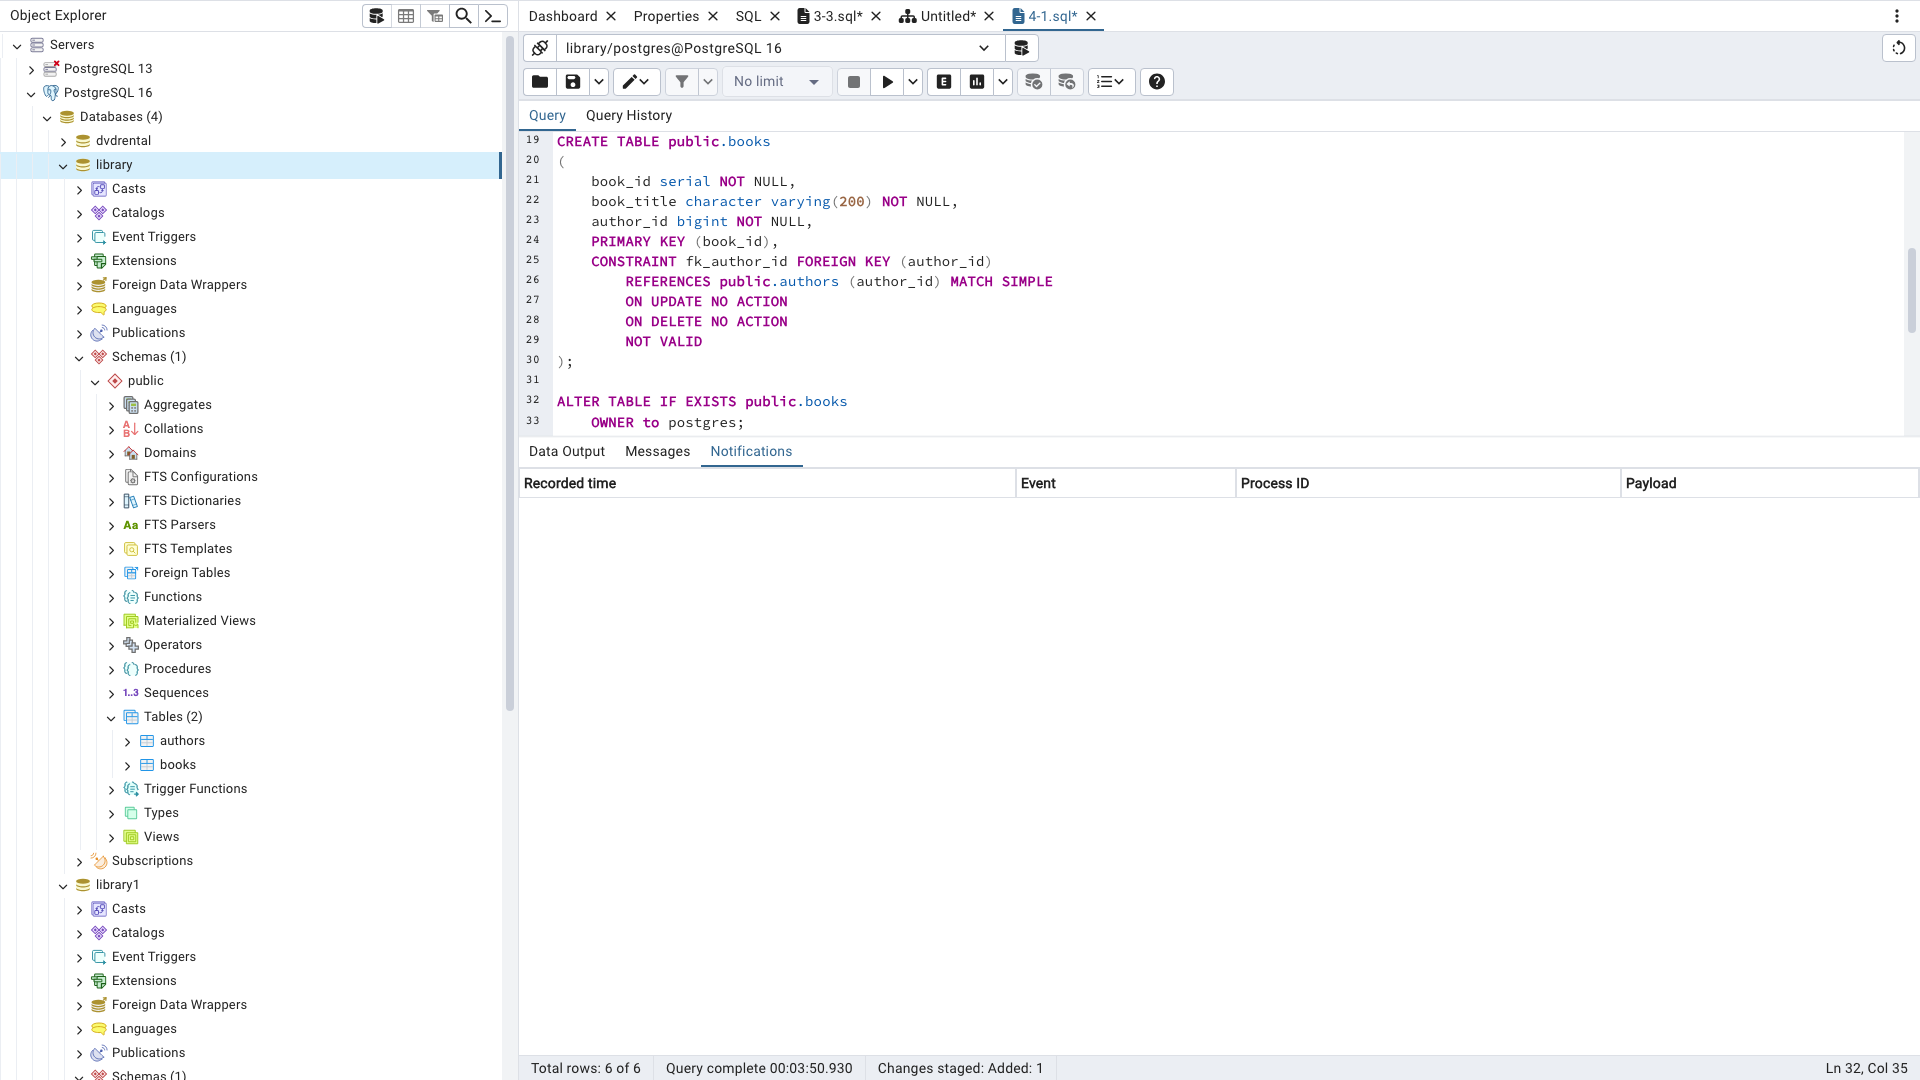 Object Explorer
Servers
PostgreSQL 13
PostgreSQL 16
Databases (4)
dvdrental
library
Casts
Catalogs
Event Triggers
Extensions
Foreign Data Wrappers
Languages
Publications
Schemas (1)
public
Aggregates
Collations
Domains
FTS Configurations
FTS Dictionaries
Aa FTS Parsers
FTS Templates
Foreign Tables
Functions
Materialized Views
Operators
Procedures
1..3 Sequences
Tables (2)
authors
books
Trigger Functions
Types
Views
Subscriptions
library1
Casts
Catalogs
Event Triggers
Extensions
Foreign Data Wrappers
Languages
Publications
Schemas (1)
Dashboard Properties SQL 3-3.sql* Untitled* 4-1.sql*
library/postgres@PostgreSQL 16
No limit E
Query Query History
19 CREATE TABLE public.books
20 (
21 book_id serial NOT NULL,
22 book_title character varying(200) NOT NULL,
23 author_id bigint NOT NULL,
24 PRIMARY KEY (book_id),
25 CONSTRAINT fk_author_id FOREIGN KEY (author_id)
26 REFERENCES public.authors (author_id) MATCH SIMPLE
27 ON UPDATE NO ACTION
28 ON DELETE NO ACTION
29 NOT VALID
30 );
31
32 ALTER TABLE IF EXISTS public.books
33 OWNER to postgres;
Data Output Messages Notifications
Recorded time Event Process ID Payload
Total rows: 6 of 6 Query complete 00:03:50.930 Changes staged: Added: 1 Ln 32, Col 35